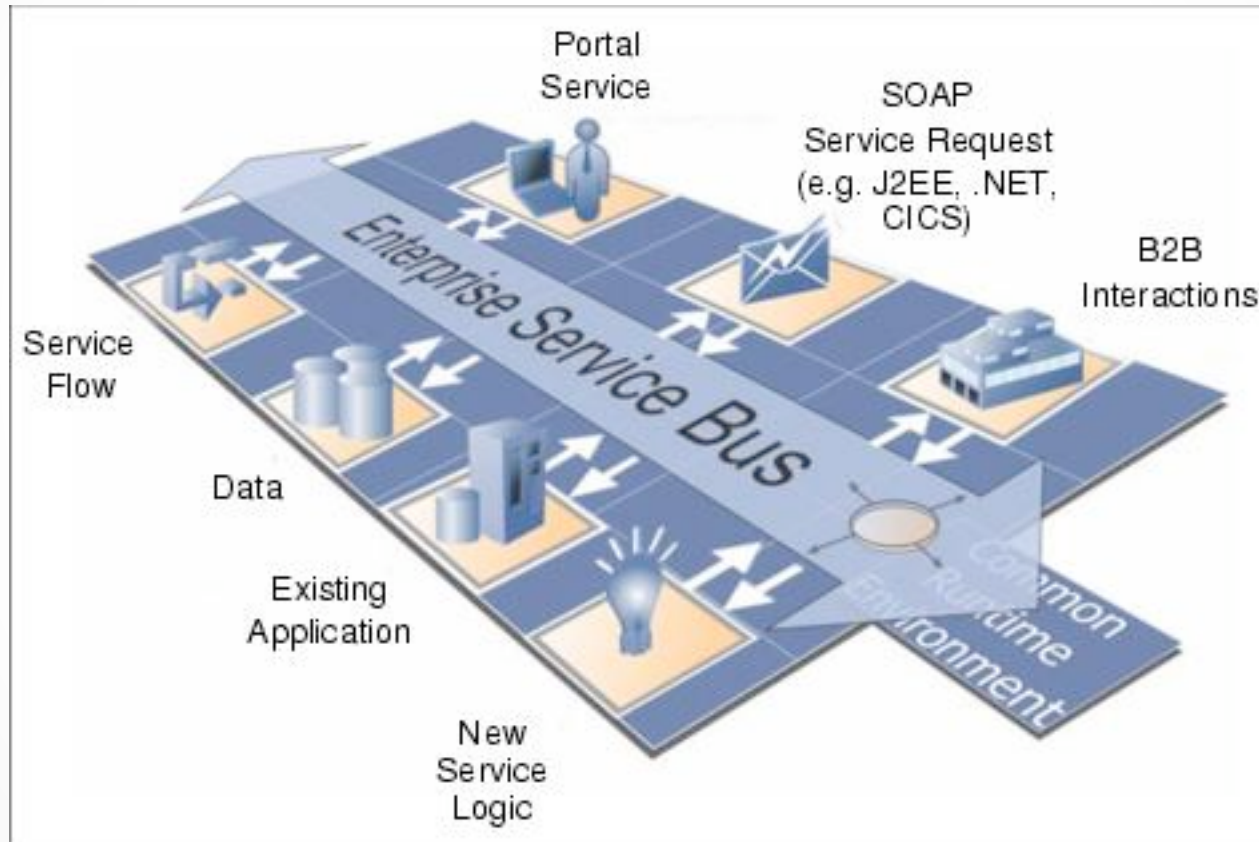 Portal
Service
SOAP
Service Request
(e.g. J2EE, .NET,
CICS)
B2B
Interactions
Enterprise Service Bus
Service
Flow
Data
Existing
Application
New
Service
Logic
Common
Runtime
Environment